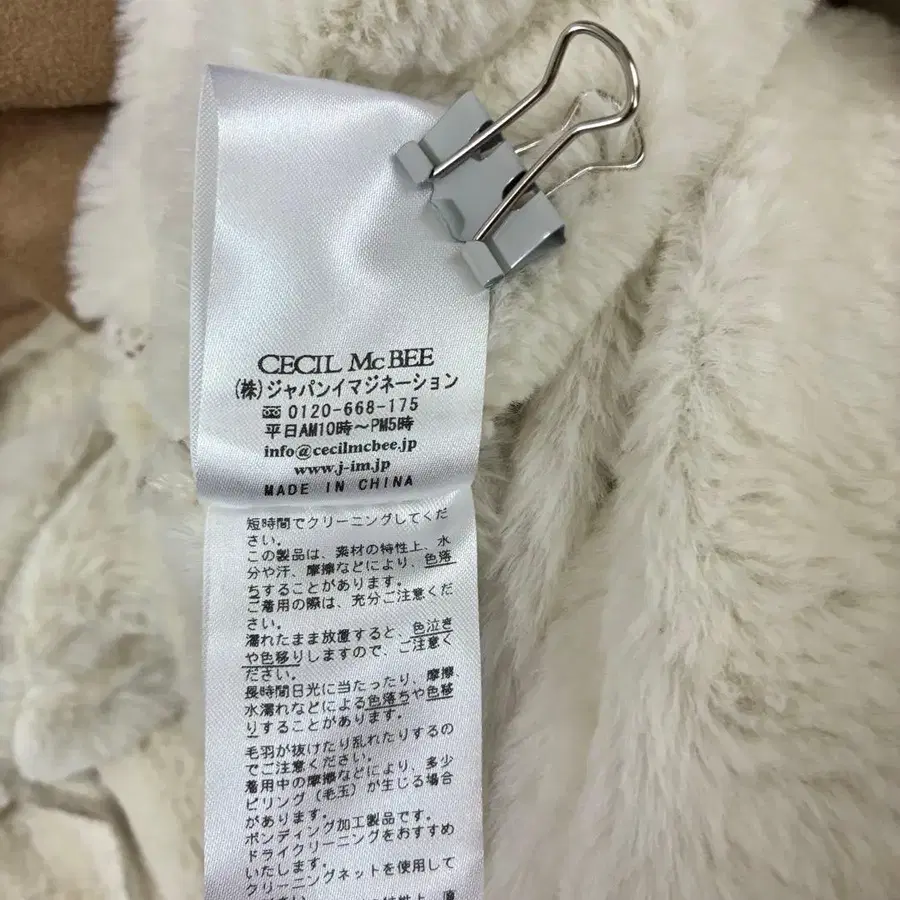 CECIL McBEE
(株)ジャパンイマジネーション
0120-668-175
平日AM10時～PM5時
info@cecilmcbee.jp
www.j-im.jp
MADE IN CHINA
短時間でクリーニングしてくだ
さい。
この製品は、素材の特性上、水
分や汗、摩擦などにより、色落
ちすることがあります。
ご着用の際は、充分ご注意くだ
さい。
濡れたまま放置すると、色泣き
や色移りしますので、ご注意く
ださい。
長時間日光に当たったり、摩擦
水濡れなどによる色落ちや色移
りすることがあります。
毛羽が抜けたり乱れたりするの
でご注意ください。
着用中の摩擦などにより、多少
ピリング（毛玉）が生じる場合
があります。
ボンディング加工製品です。
ドライクリーニングをおすすめ
いたします。
クリーニングネットを使用して
ください。
の特性上、